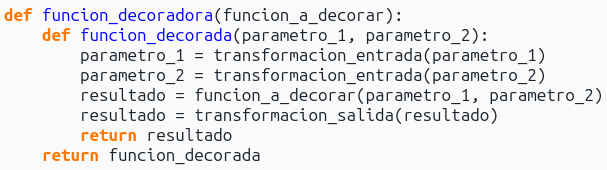 def funcion_decoradora(funcion_a_decorar):
    def funcion_decorada(parametro_1, parametro_2):
        parametro_1 = transformacion_entrada(parametro_1)
        parametro_2 = transformacion_entrada(parametro_2)
        resultado = funcion_a_decorar(parametro_1, parametro_2)
        resultado = transformacion_salida(resultado)
        return resultado
    return funcion_decorada